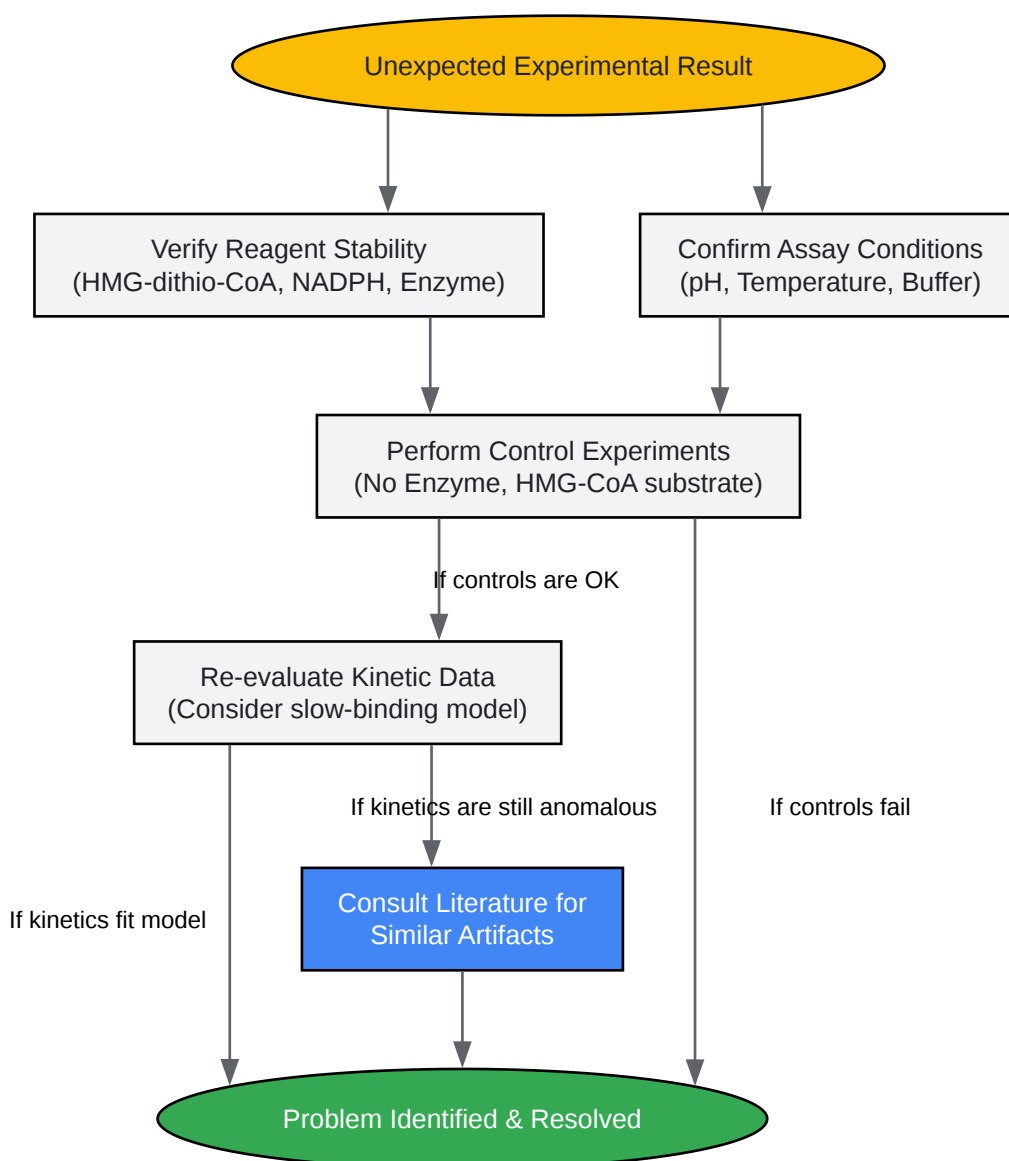 Unexpected Experimental Result
Verify Reagent Stability
(HMG-dithio-CoA, NADPH, Enzyme)
Confirm Assay Conditions
(pH, Temperature, Buffer)
Perform Control Experiments
(No Enzyme, HMG-CoA substrate)
If controls are OK
Re-evaluate Kinetic Data
(Consider slow-binding model)
If kinetics are still anomalous
If controls fail
Consult Literature for
Similar Artifacts
If kinetics fit model
Problem Identified & Resolved